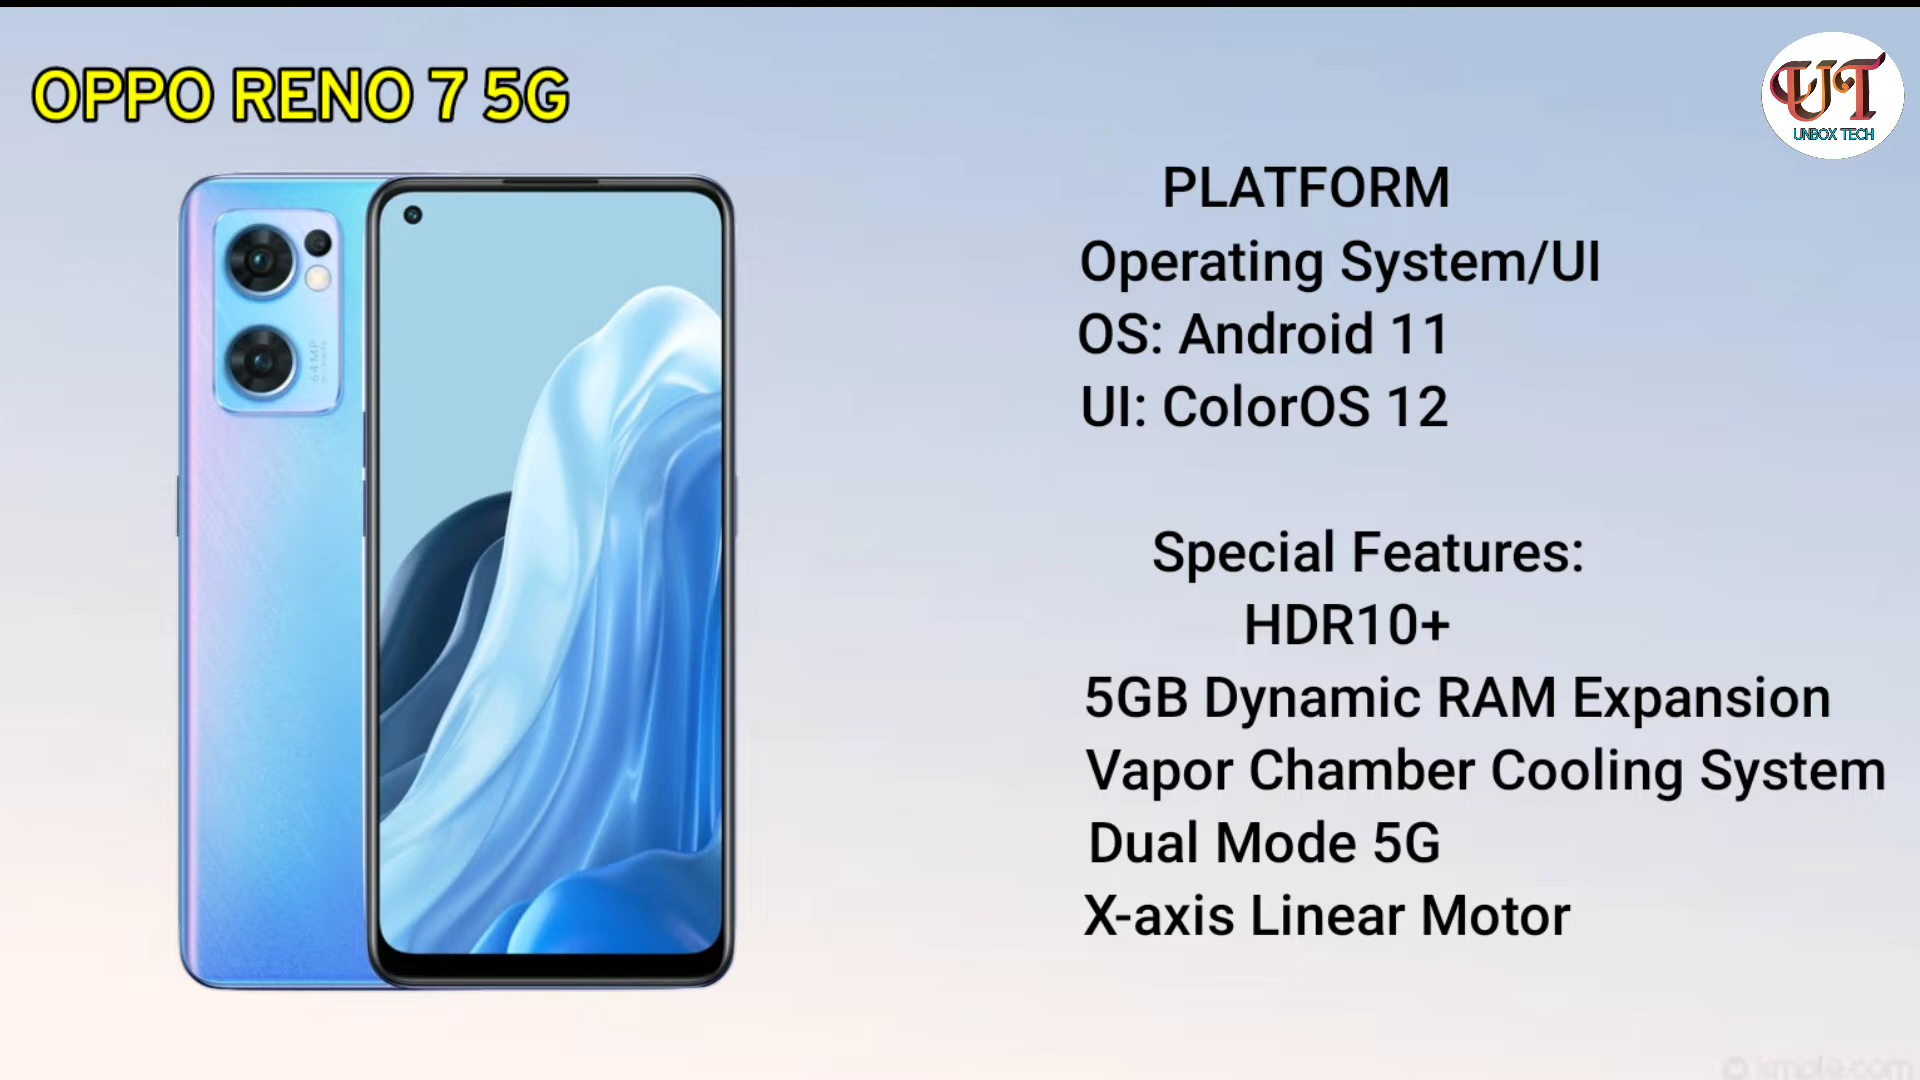 OPPO RENO 7 5G
UT
UNBOX TECH
PLATFORM
Operating System/UI
OS: Android 11
UI: ColorOS 12
Special Features:
HDR10+
5GB Dynamic RAM Expansion
Vapor Chamber Cooling System
Dual Mode 5G
X-axis Linear Motor
64MP